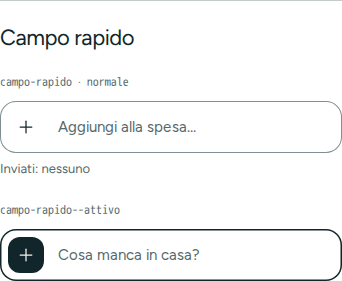 Campo rapido
campo-rapido · normale
Aggiungi alla spesa…
Inviati: nessuno
campo-rapido--attivo
Cosa manca in casa?